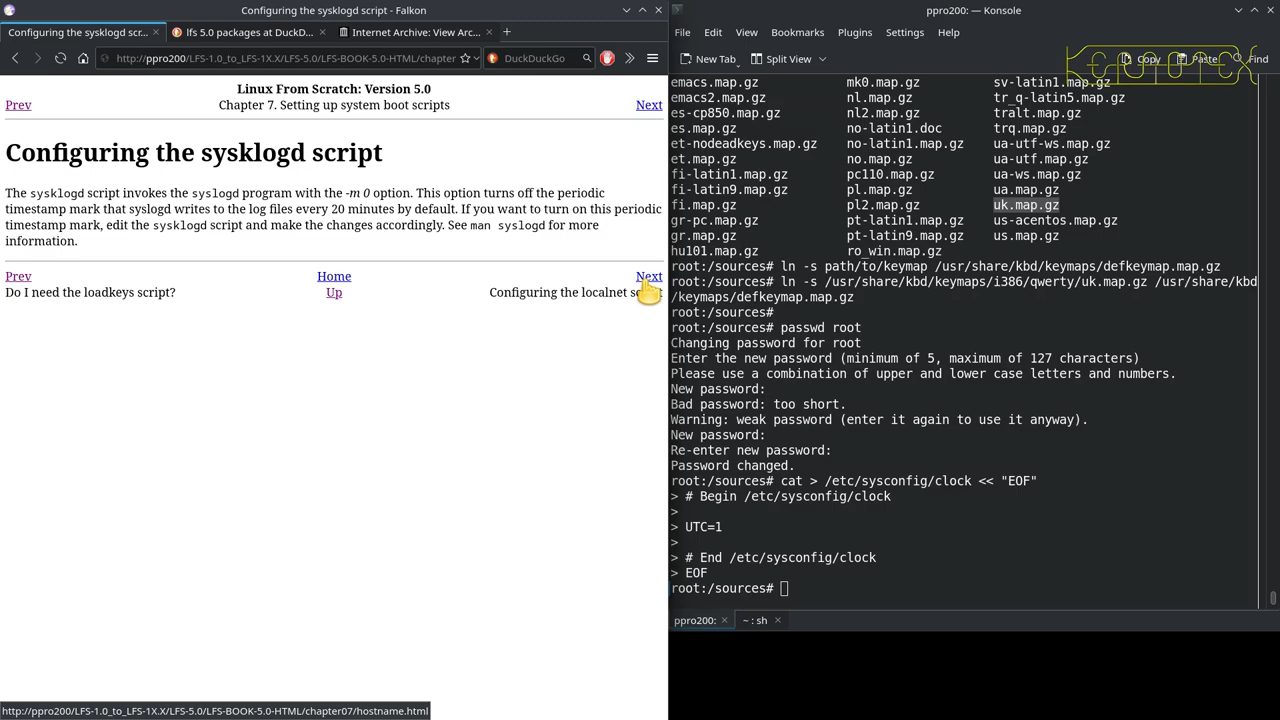 Configuring the sysklogd script - Falkon
Configuring the sysklogd scr...
lfs 5.0 packages at DuckD...
Internet Archive: View Arc...
http://ppro200/LFS-1.0_to_LFS-1X.X/LFS-5.0/LFS-BOOK-5.0-HTML/chapter
DuckDuckGo
Linux From Scratch: Version 5.0
Prev
Chapter 7. Setting up system boot scripts
Next
Configuring the sysklogd script
The sysklogd script invokes the syslogd program with the -m 0 option. This option turns off the periodic
timestamp mark that syslogd writes to the log files every 20 minutes by default. If you want to turn on this periodic
timestamp mark, edit the sysklogd script and make the changes accordingly. See man syslogd for more
information.
Prev
Home
Next
Do I need the loadkeys script?
Up
Configuring the localnet
http://ppro200/LFS-1.0_to_LFS-1X.X/LFS-5.0/LFS-BOOK-5.0-HTML/chapter07/hostname.html
ppro200: — Konsole
File Edit View Bookmarks Plugins Settings Help
New Tab Split View Copy Paste Find
emacs.map.gz mk0.map.gz sv-latin1.map.gz
emacs2.map.gz nl.map.gz tr_q-latin5.map.gz
es-cp850.map.gz nl2.map.gz tralt.map.gz
es.map.gz no-latin1.doc trq.map.gz
et-nodeadkeys.map.gz no-latin1.map.gz ua-utf-ws.map.gz
et.map.gz no.map.gz ua-utf.map.gz
fi-latin1.map.gz pc110.map.gz ua-ws.map.gz
fi-latin9.map.gz pl.map.gz ua.map.gz
fi.map.gz pl2.map.gz uk.map.gz
gr-pc.map.gz pt-latin1.map.gz us-acentos.map.gz
gr.map.gz pt-latin9.map.gz us.map.gz
hu101.map.gz ro_win.map.gz
root:/sources# ln -s path/to/keymap /usr/share/kbd/keymaps/defkeymap.map.gz
root:/sources# ln -s /usr/share/kbd/keymaps/i386/qwerty/uk.map.gz /usr/share/kbd
/keymaps/defkeymap.map.gz
root:/sources#
root:/sources# passwd root
Changing password for root
Enter the new password (minimum of 5, maximum of 127 characters)
Please use a combination of upper and lower case letters and numbers.
New password:
Bad password: too short.
Warning: weak password (enter it again to use it anyway).
New password:
Re-enter new password:
Password changed.
root:/sources# cat > /etc/sysconfig/clock << "EOF"
> # Begin /etc/sysconfig/clock
>
> UTC=1
>
> # End /etc/sysconfig/clock
> EOF
root:/sources#
ppro200:
~ : sh